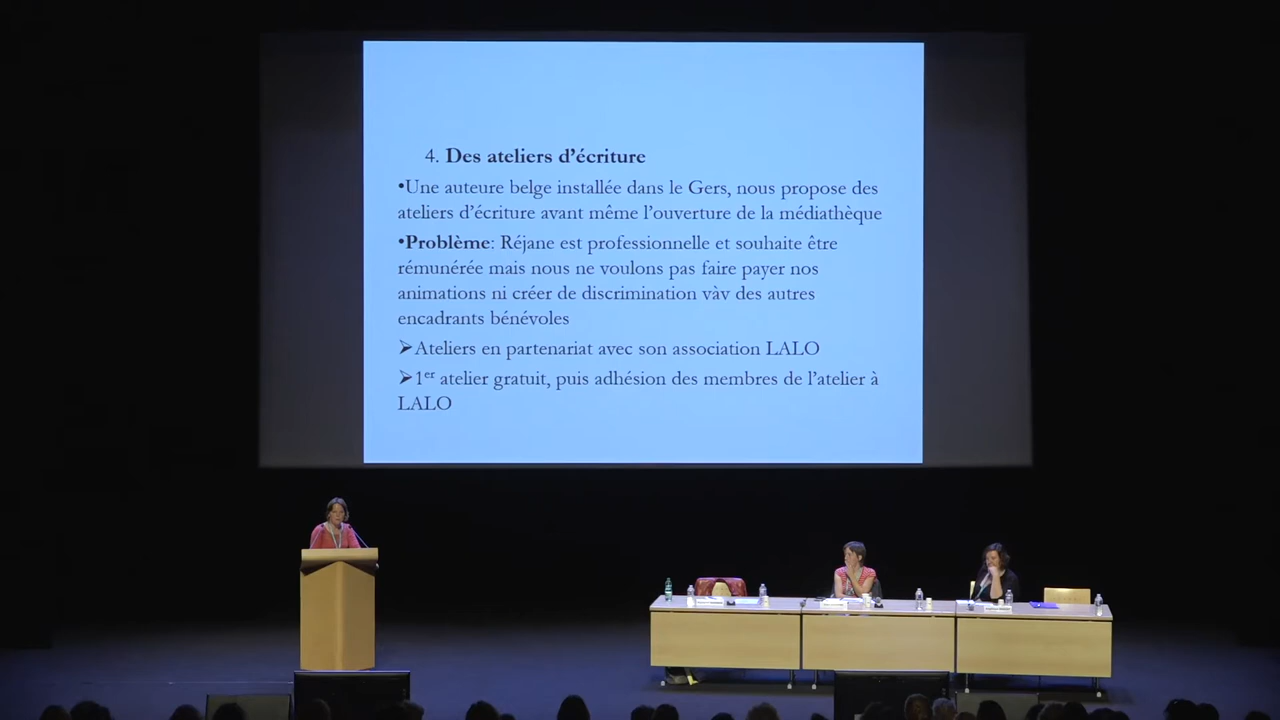 4. Des ateliers d’écriture
•Une auteure belge installée dans le Gers, nous propose des
ateliers d’écriture avant même l’ouverture de la médiathèque
•Problème: Réjane est professionnelle et souhaite être
rémunérée mais nous ne voulons pas faire payer nos
animations ni créer de discrimination vàv des autres
encadrants bénévoles
➢Ateliers en partenariat avec son association LALO
➢1er atelier gratuit, puis adhésion des membres de l’atelier à
LALO